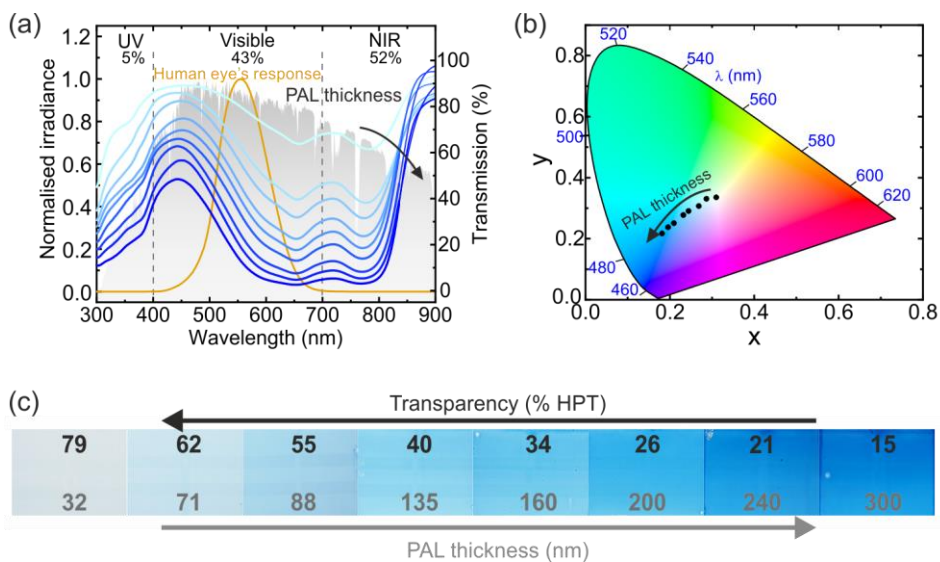 (a)
UV
5%
Visible
43%
NIR
52%
Human eye's response
PAL thickness
Normalised irradiance
1.2
1.0
0.8
0.6
0.4
0.2
0.0
100
80
60
40
20
0
Transmission (%)
300 400 500 600 700 800 900
Wavelength (nm)
(b)
y
0.8
0.6
0.4
0.2
0.0
520
540
λ (nm)
560
500
580
600
620
PAL thickness
480
460
0.0 0.2 0.4 0.6 0.8
x
(c)
Transparency (% HPT)
79 62 55 40 34 26 21 15
32 71 88 135 160 200 240 300
PAL thickness (nm)